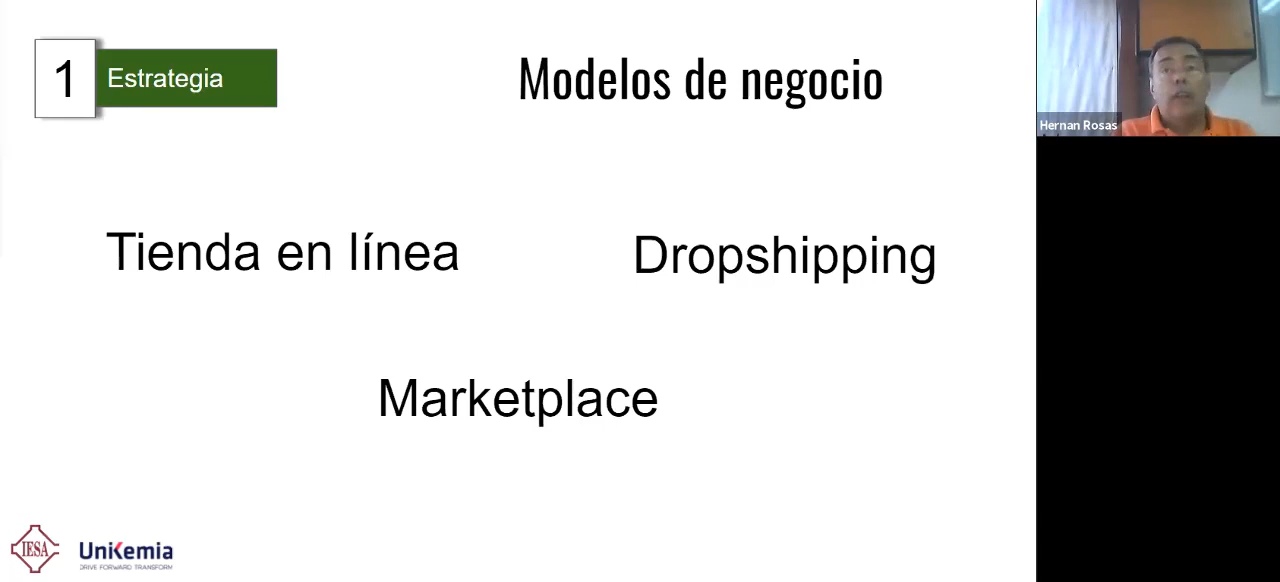 1
Estrategia
Modelos de negocio
Hernan Rosas
Tienda en línea
Dropshipping
Marketplace
IESA
UniKemia
DRIVE FORWARD TRANSFORM